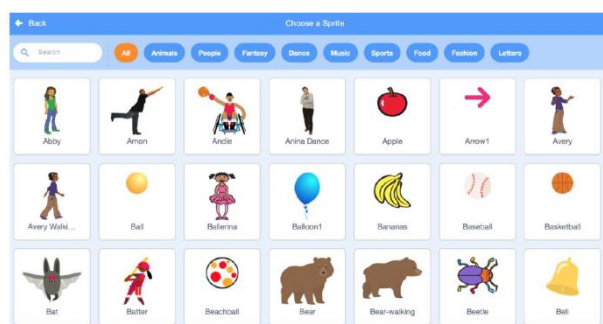 Back Choose a Sprite
Search All Animals People Fantasy Dance Music Sports Food Fashion Letters
Abby Amon Andie Anina Dance Apple Arrow1 Avery
Avery Walki... Ball Ballerina Balloon1 Bananas Baseball Basketball
Bat Batter Beachball Bear Bear-walking Beetle Bell